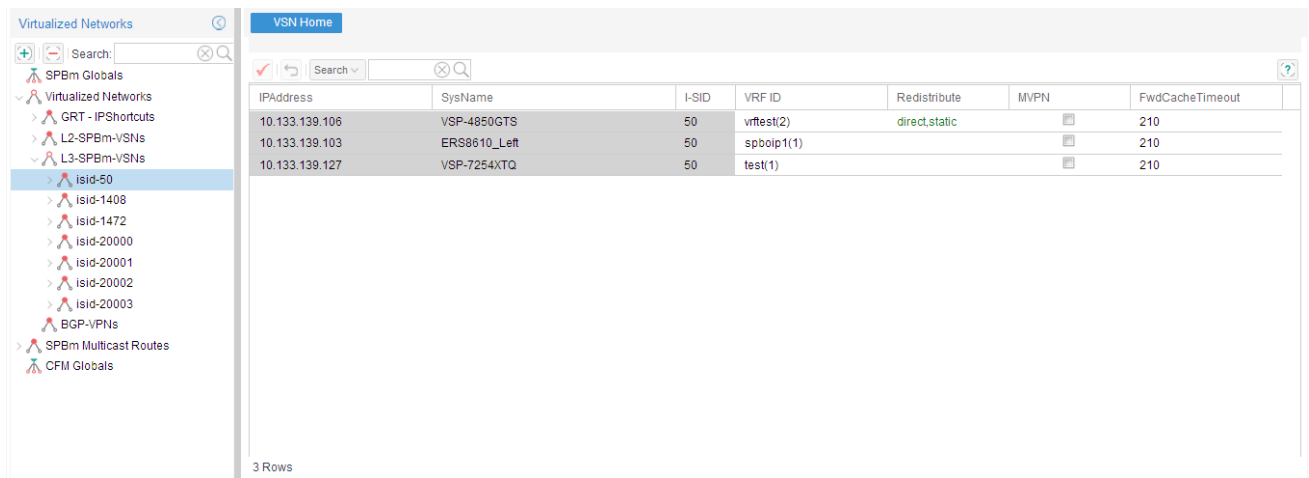 Virtualized Networks
Search:
SPBm Globals
Virtualized Networks
GRT - IPShortcuts
L2-SPBm-VSNs
L3-SPBm-VSNs
isid-50
isid-1408
isid-1472
isid-20000
isid-20001
isid-20002
isid-20003
BGP-VPNs
SPBm Multicast Routes
CFM Globals
VSN Home
Search
IPAddress SysName I-SID VRF ID Redistribute MVPN FwdCacheTimeout
10.133.139.106 VSP-4850GTS 50 vrftest(2) direct,static 210
10.133.139.103 ERS8610_Left 50 spboip1(1) 210
10.133.139.127 VSP-7254XTQ 50 test(1) 210
3 Rows